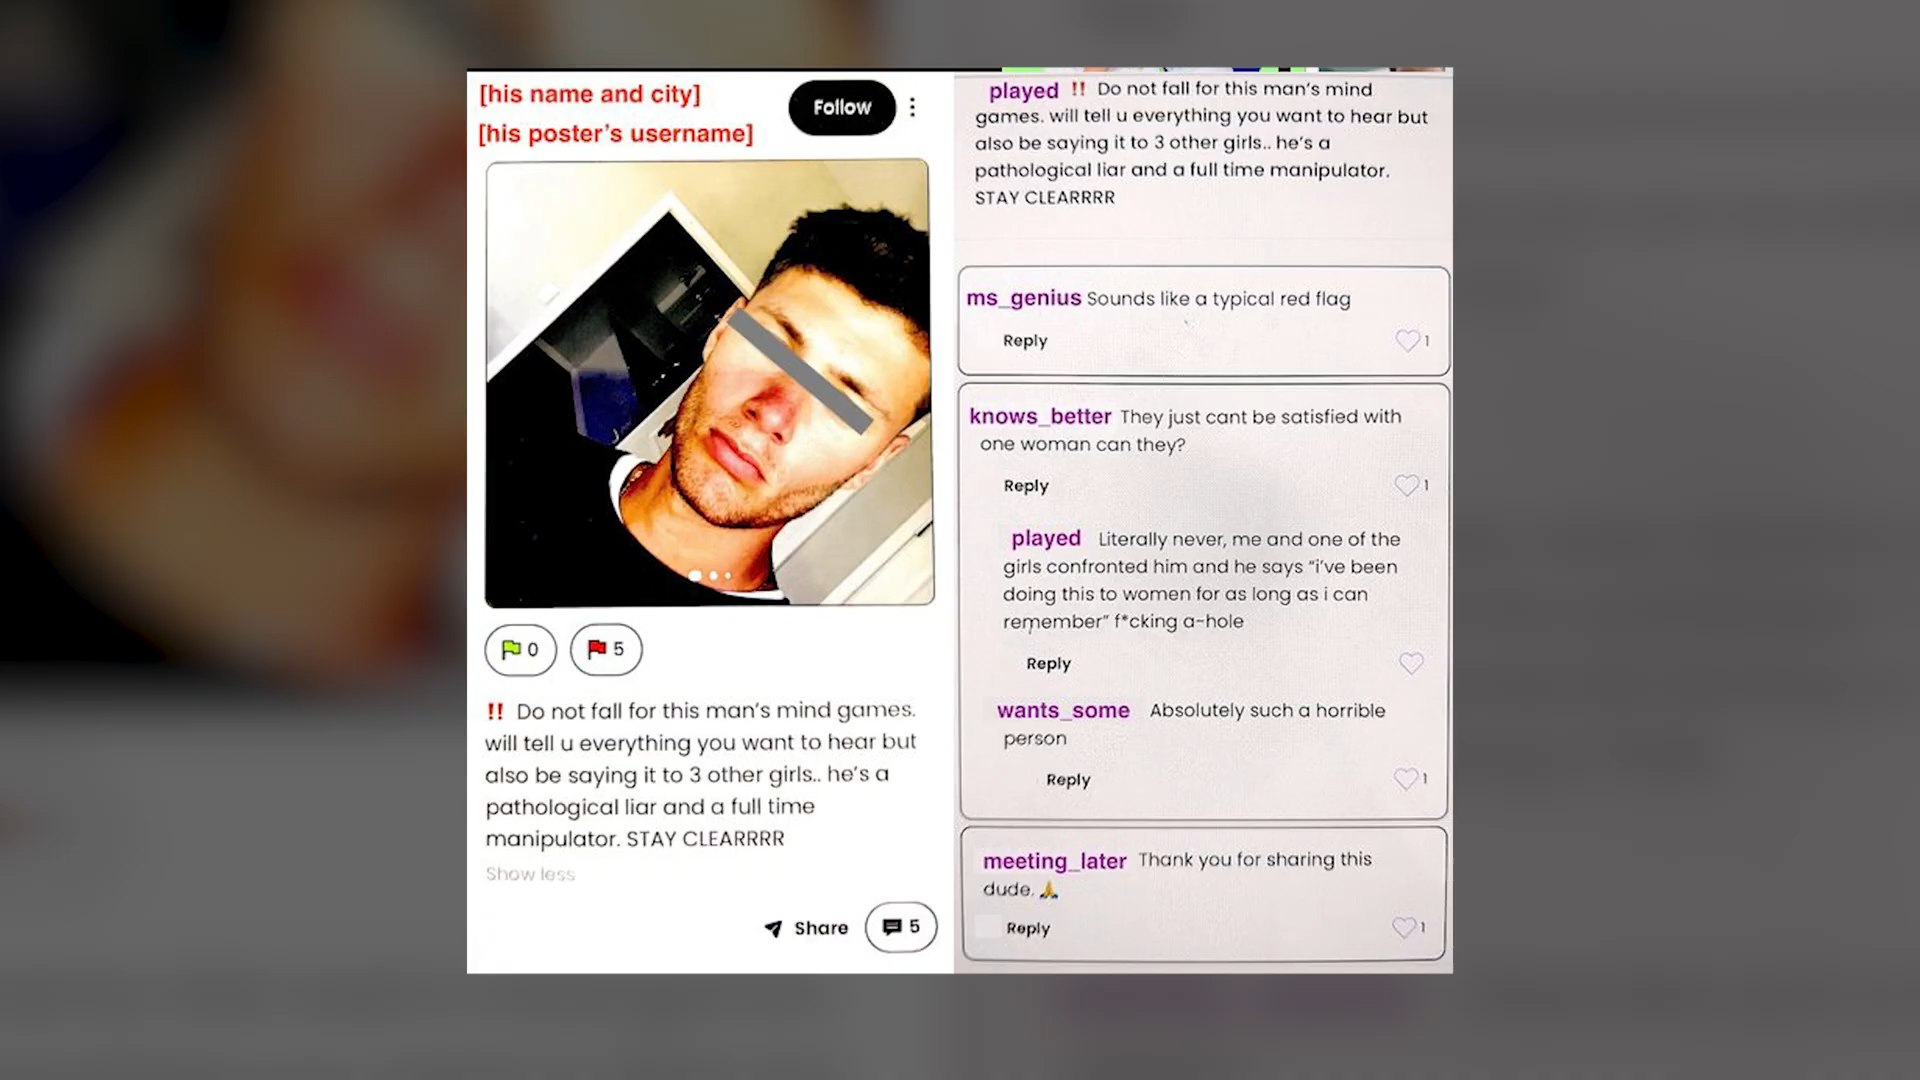 [his name and city]
[his poster's username]
Follow
0
5
‼ Do not fall for this man's mind games.
will tell u everything you want to hear but
also be saying it to 3 other girls.. he's a
pathological liar and a full time
manipulator. STAY CLEARRRR
Show less
Share
5
played ‼ Do not fall for this man's mind
games. will tell u everything you want to hear but
also be saying it to 3 other girls.. he's a
pathological liar and a full time manipulator.
STAY CLEARRRR
ms_genius Sounds like a typical red flag
Reply
1
knows_better They just cant be satisfied with
one woman can they?
Reply
1
played Literally never, me and one of the
girls confronted him and he says “i've been
doing this to women for as long as i can
remember” f*cking a-hole
Reply
wants_some Absolutely such a horrible
person
Reply
1
meeting_later Thank you for sharing this
dude. 🙏
Reply
1